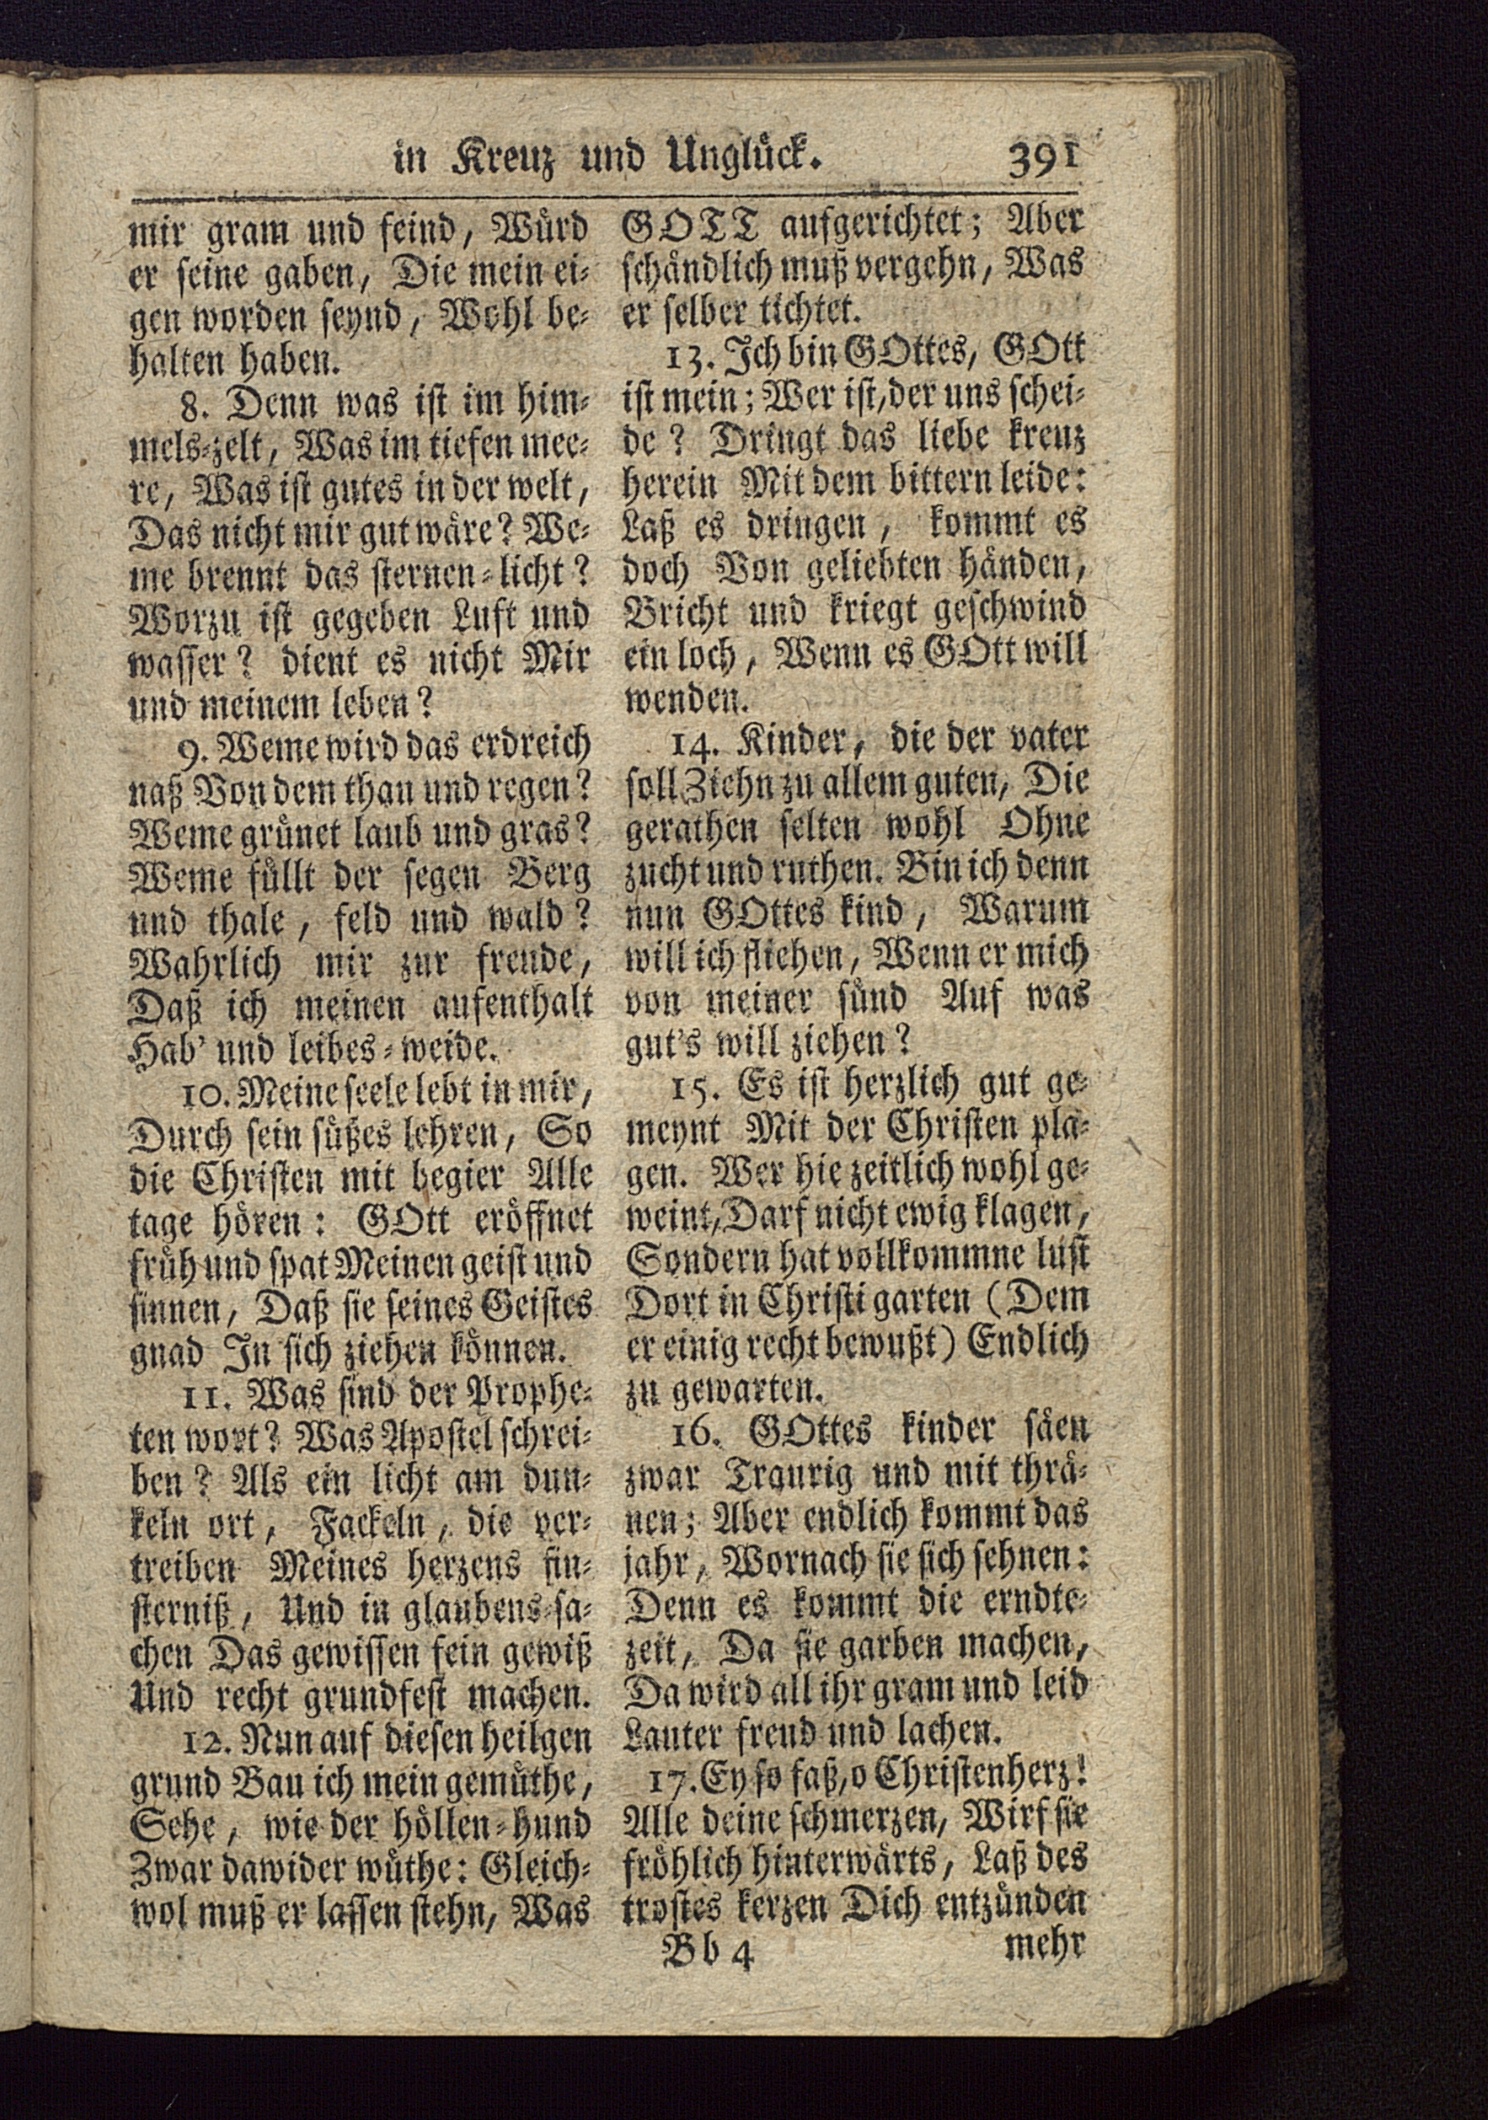 in Kreuz und Unglück. 391
mir gram und feind, Würd
er seine gaben, Die mein ei-
gen worden seynd, Wohl be-
halten haben.
8. Denn was ist im him-
mels-zelt, Was im tiefen mee-
re, Was ist gutes in der welt,
Das nicht mir gut wäre? We-
me brennt das sternen-licht?
Worzu ist gegeben Luft und
wasser? dient es nicht Mir
und meinem leben?
9. Weme wird das erdreich
naß Von dem thau und regen?
Weme grünet laub und gras?
Weme füllt der segen Berg
und thale, feld und wald?
Wahrlich mir zur freude,
Daß ich meinen aufenthalt
Hab' und leibes-weide.
10. Meine seele lebt in mir,
Durch sein süßes lehren, So
die Christen mit begier Alle
tage hören: GOtt eröffnet
früh und spat Meinen geist und
sinnen, Daß sie seines Geistes
gnad In sich ziehen können.
11. Was sind der Prophe-
ten wort? Was Apostel schrei-
ben? Als ein licht am dun-
keln ort, Fackeln, die ver-
treiben Meines herzens fin-
sterniß, Und in glaubens-sa-
chen Das gewissen fein gewiß
Und recht grundfest machen.
12. Nun auf diesen heilgen
grund Bau ich mein gemüthe,
Sehe, wie der höllen-hund
Zwar dawider wüthe: Gleich-
wol muß er lassen stehn, Was
GOTT aufgerichtet; Aber
schändlich muß vergehn, Was
er selber tichtet.
13. Ich bin GOttes, GOtt
ist mein; Wer ist, der uns schei-
de? Dringt das liebe kreuz
herein Mit dem bittern leide:
Laß es dringen, kommt es
doch Von geliebten händen,
Bricht und kriegt geschwind
ein loch, Wenn es GOtt will
wenden.
14. Kinder, die der vater
soll Ziehn zu allem guten, Die
gerathen selten wohl Ohne
zucht und ruthen. Bin ich denn
nun GOttes kind, Warum
will ich fliehen, Wenn er mich
von meiner sünd Auf was
gut's will ziehen?
15. Es ist herzlich gut ge-
meynt Mit der Christen pla-
gen. Wer hie zeitlich wohl ge-
weint, Darf nicht ewig klagen,
Sondern hat vollkommne lust
Dort in Christi garten (Dem
er einig recht bewußt) Endlich
zu gewarten.
16. GOttes kinder säen
zwar Traurig und mit thrä-
nen; Aber endlich kommt das
jahr, Wornach sie sich sehnen:
Denn es kommt die erndte-
zeit, Da sie garben machen,
Da wird all ihr gram und leid
Lauter freud und lachen.
17. Ey so faß, o Christenherz!
Alle deine schmerzen, Wirf sie
fröhlich hinterwärts, Laß des
trostes kerzen Dich entzünden
Bb 4 mehr